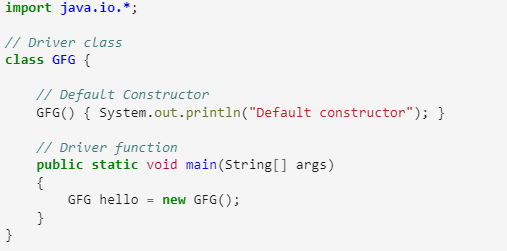 import java.io.*;
// Driver class
class GFG {
// Default Constructor
GFG() { System.out.println("Default constructor"); }
// Driver function
public static void main(String[] args)
{
GFG hello = new GFG();
}
}